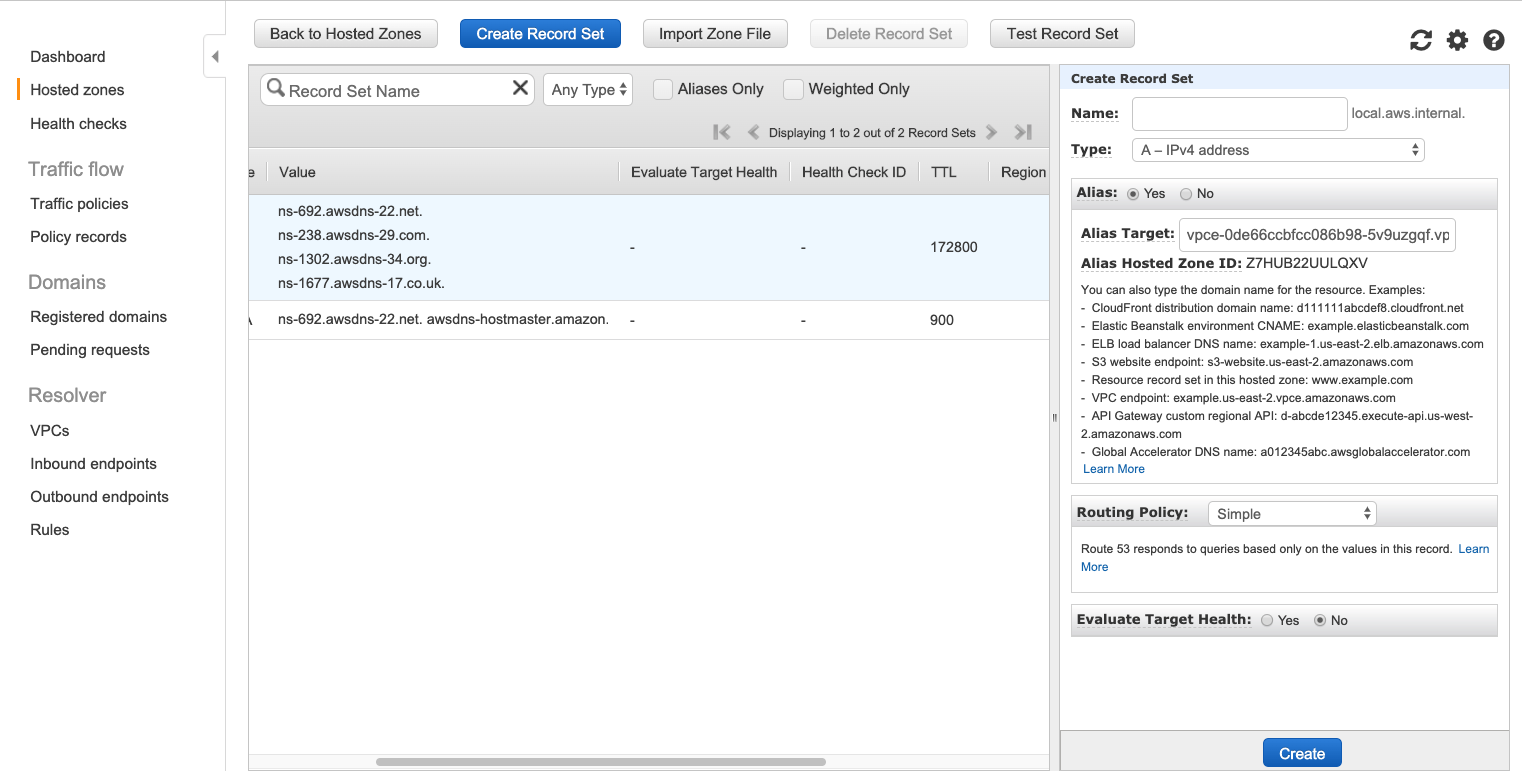 Back to Hosted Zones Create Record Set Import Zone File Delete Record Set Test Record Set
Dashboard
Hosted zones
Health checks
Traffic flow
Traffic policies
Policy records
Domains
Registered domains
Pending requests
Resolver
VPCs
Inbound endpoints
Outbound endpoints
Rules
Record Set Name Any Type Aliases Only Weighted Only
Displaying 1 to 2 out of 2 Record Sets
Value Evaluate Target Health Health Check ID TTL Region
ns-692.awsdns-22.net.
ns-238.awsdns-29.com.
- - 172800
ns-1302.awsdns-34.org.
ns-1677.awsdns-17.co.uk.
ns-692.awsdns-22.net. awsdns-hostmaster.amazon. - - 900
Create Record Set
Name: local.aws.internal.
Type: A – IPv4 address
Alias: Yes No
Alias Target: vpce-0de66ccbfcc086b98-5v9uzgqf.vp
Alias Hosted Zone ID: Z7HUB22UULQXV
You can also type the domain name for the resource. Examples:
- CloudFront distribution domain name: d111111abcdef8.cloudfront.net
- Elastic Beanstalk environment CNAME: example.elasticbeanstalk.com
- ELB load balancer DNS name: example-1.us-east-2.elb.amazonaws.com
- S3 website endpoint: s3-website.us-east-2.amazonaws.com
- Resource record set in this hosted zone: www.example.com
- VPC endpoint: example.us-east-2.vpce.amazonaws.com
- API Gateway custom regional API: d-abcde12345.execute-api.us-west-
2.amazonaws.com
- Global Accelerator DNS name: a012345abc.awsglobalaccelerator.com
Learn More
Routing Policy: Simple
Route 53 responds to queries based only on the values in this record. Learn
More
Evaluate Target Health: Yes No
Create